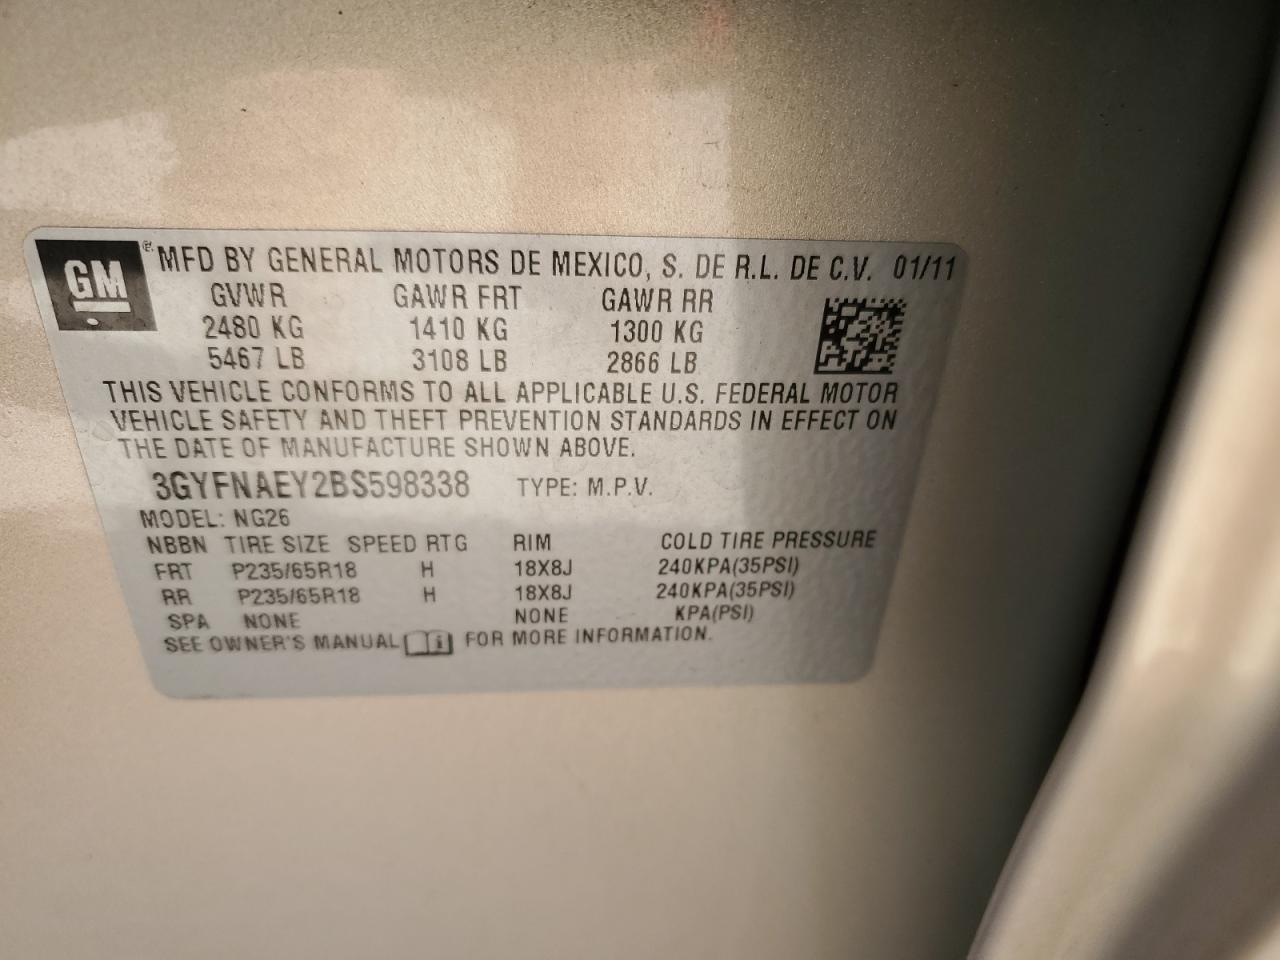 GM ® MFD BY GENERAL MOTORS DE MEXICO, S. DE R.L. DE C.V. 01/11
GVWR GAWR FRT GAWR RR
2480 KG 1410 KG 1300 KG
5467 LB 3108 LB 2866 LB
THIS VEHICLE CONFORMS TO ALL APPLICABLE U.S. FEDERAL MOTOR
VEHICLE SAFETY AND THEFT PREVENTION STANDARDS IN EFFECT ON
THE DATE OF MANUFACTURE SHOWN ABOVE.
3GYFNAEY2BS598338 TYPE: M.P.V.
MODEL: NG26
NBBN TIRE SIZE SPEED RTG RIM COLD TIRE PRESSURE
FRT P235/65R18 H 18X8J 240KPA(35PSI)
RR P235/65R18 H 18X8J 240KPA(35PSI)
SPA NONE NONE KPA(PSI)
SEE OWNER'S MANUAL i FOR MORE INFORMATION.